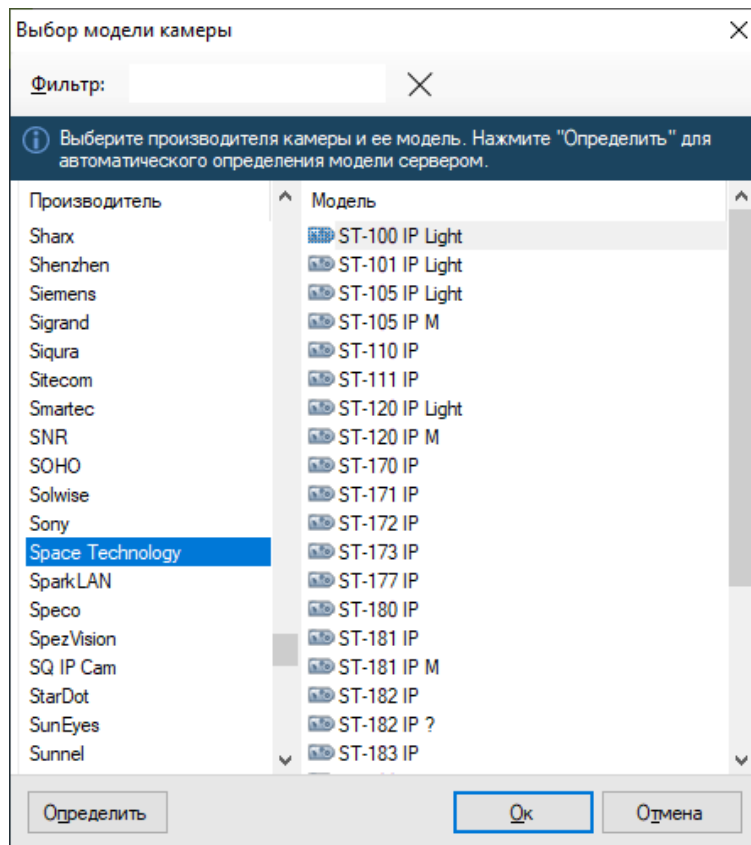 Выбор модели камеры
Фильтр:
Выберите производителя камеры и ее модель. Нажмите "Определить" для
автоматического определения модели сервером.
Производитель
Sharx
Shenzhen
Siemens
Sigrand
Siqura
Sitecom
Smartec
SNR
SOHO
Solwise
Sony
Space Technology
SparkLAN
Speco
SpezVision
SQ IP Cam
StarDot
SunEyes
Sunnel
Модель
ST-100 IP Light
ST-101 IP Light
ST-105 IP Light
ST-105 IP M
ST-110 IP
ST-111 IP
ST-120 IP Light
ST-120 IP M
ST-170 IP
ST-171 IP
ST-172 IP
ST-173 IP
ST-177 IP
ST-180 IP
ST-181 IP
ST-181 IP M
ST-182 IP
ST-182 IP ?
ST-183 IP
Определить
Ок
Отмена